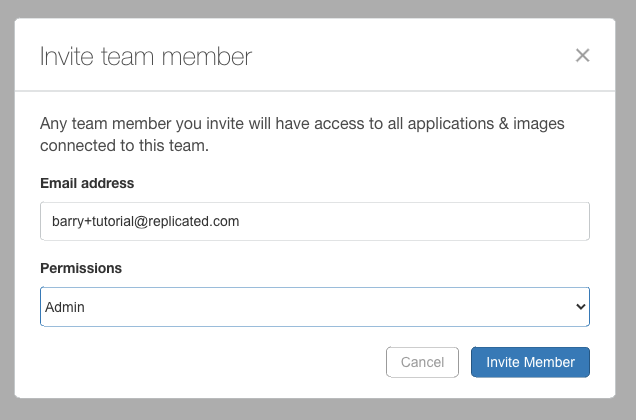 Invite team member
Any team member you invite will have access to all applications & images
connected to this team.
Email address
barry+tutorial@replicated.com
Permissions
Admin
Cancel
Invite Member